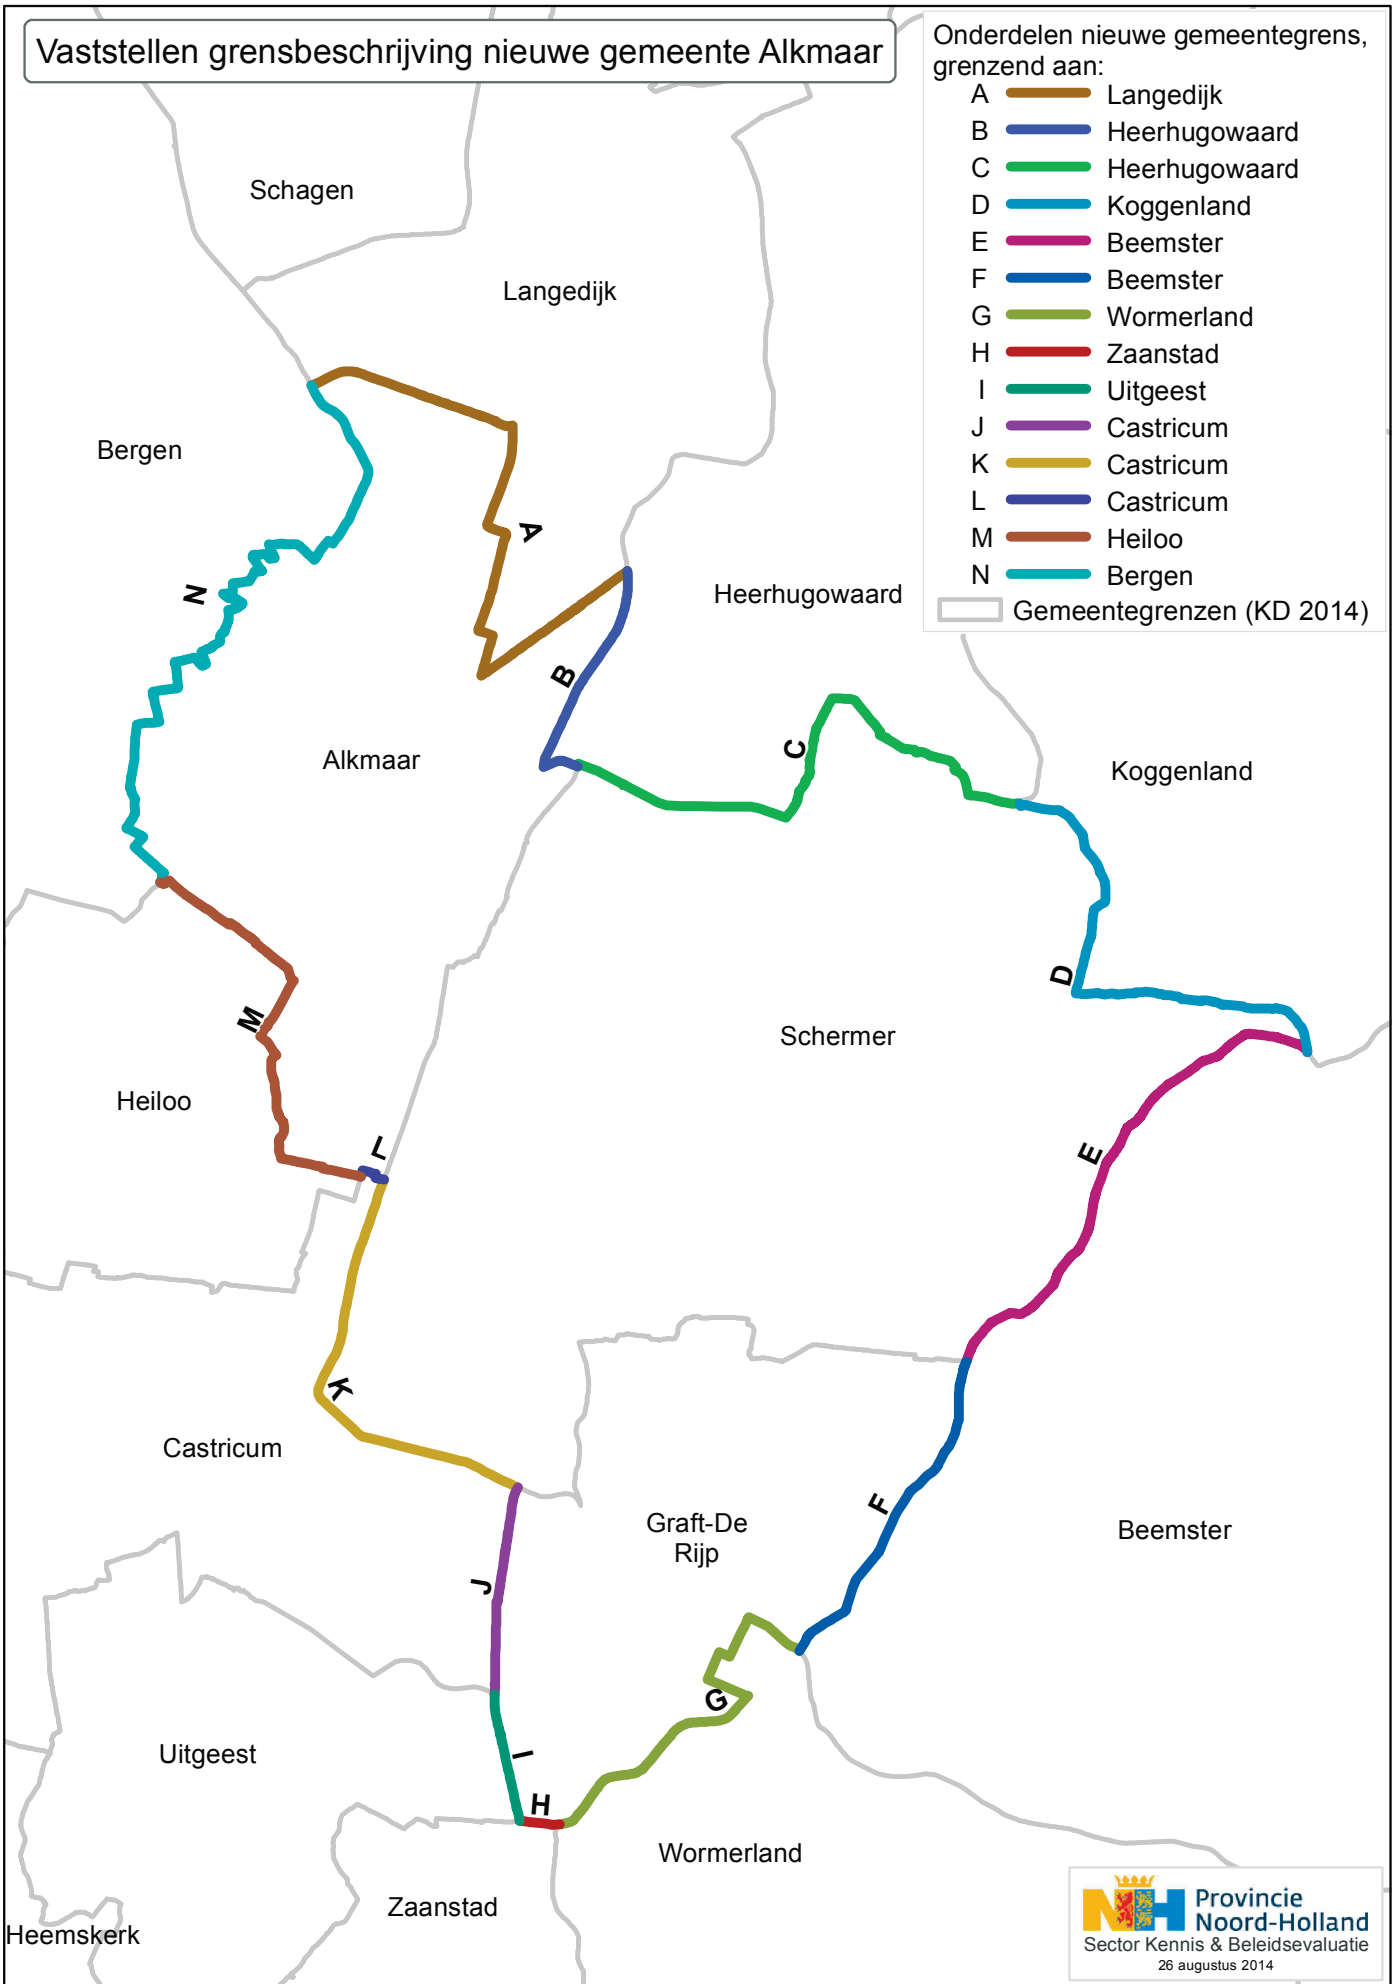 Vaststellen grensbeschrijving nieuwe gemeente Alkmaar
Onderdelen nieuwe gemeentegrens,
grenzend aan:
A Langedijk
B Heerhugowaard
C Heerhugowaard
D Koggenland
E Beemster
F Beemster
G Wormerland
H Zaanstad
I Uitgeest
J Castricum
K Castricum
L Castricum
M Heiloo
N Bergen
Gemeentegrenzen (KD 2014)
Schagen
Langedijk
Bergen
A
N
Heerhugowaard
B
C
Alkmaar
Koggenland
D
M
Schermer
Heiloo
L
E
K
Castricum
F
Graft-De
Rijp
Beemster
J
G
I
Uitgeest
H
Wormerland
Zaanstad
Heemskerk
NH
Provincie
Noord-Holland
Sector Kennis & Beleidsevaluatie
26 augustus 2014